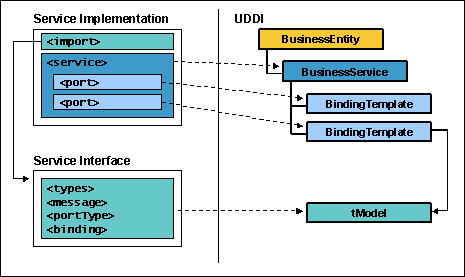 Service Implementation
<import>
<service>
<port>
<port>
Service Interface
<types>
<message>
<portType>
<binding>
UDDI
BusinessEntity
BusinessService
BindingTemplate
BindingTemplate
tModel